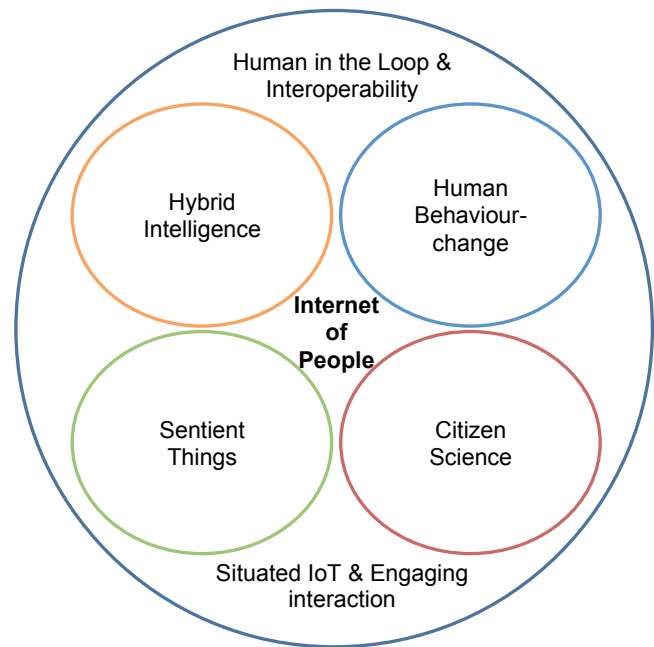 Human in the Loop &
Interoperability
Hybrid
Intelligence
Human
Behaviour-
change
Internet
of
People
Sentient
Things
Citizen
Science
Situated IoT & Engaging
interaction